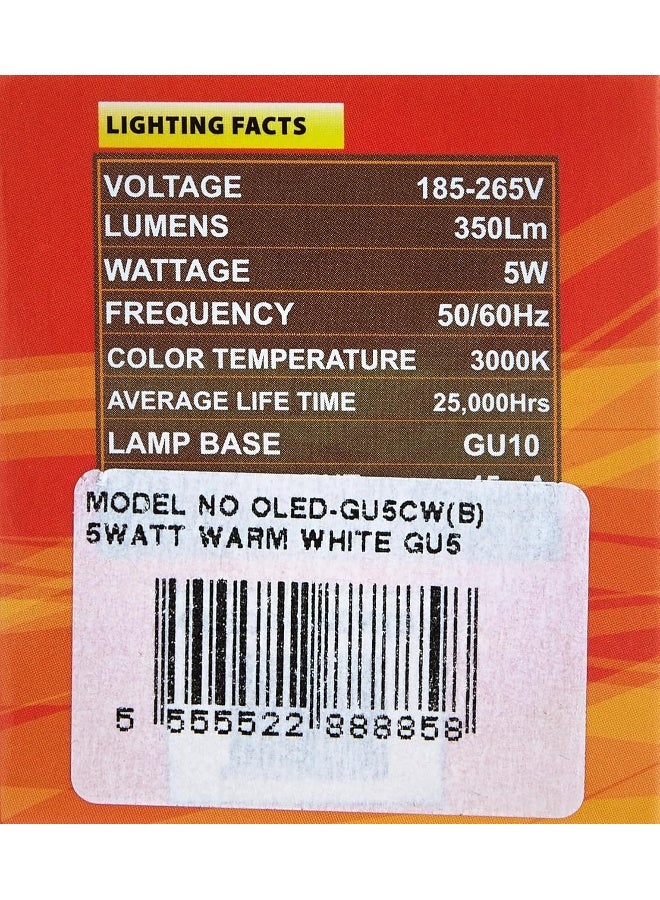 LIGHTING FACTS
VOLTAGE 185-265V
LUMENS 350Lm
WATTAGE 5W
FREQUENCY 50/60Hz
COLOR TEMPERATURE 3000K
AVERAGE LIFE TIME 25,000Hrs
LAMP BASE GU10
MODEL NO OLED-GU5CW(B)
5WATT WARM WHITE GU5
5 555522 888858